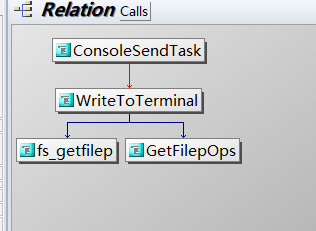 Relation Calls
ConsoleSendTask
WriteToTerminal
fs_getfilep GetFilepOps